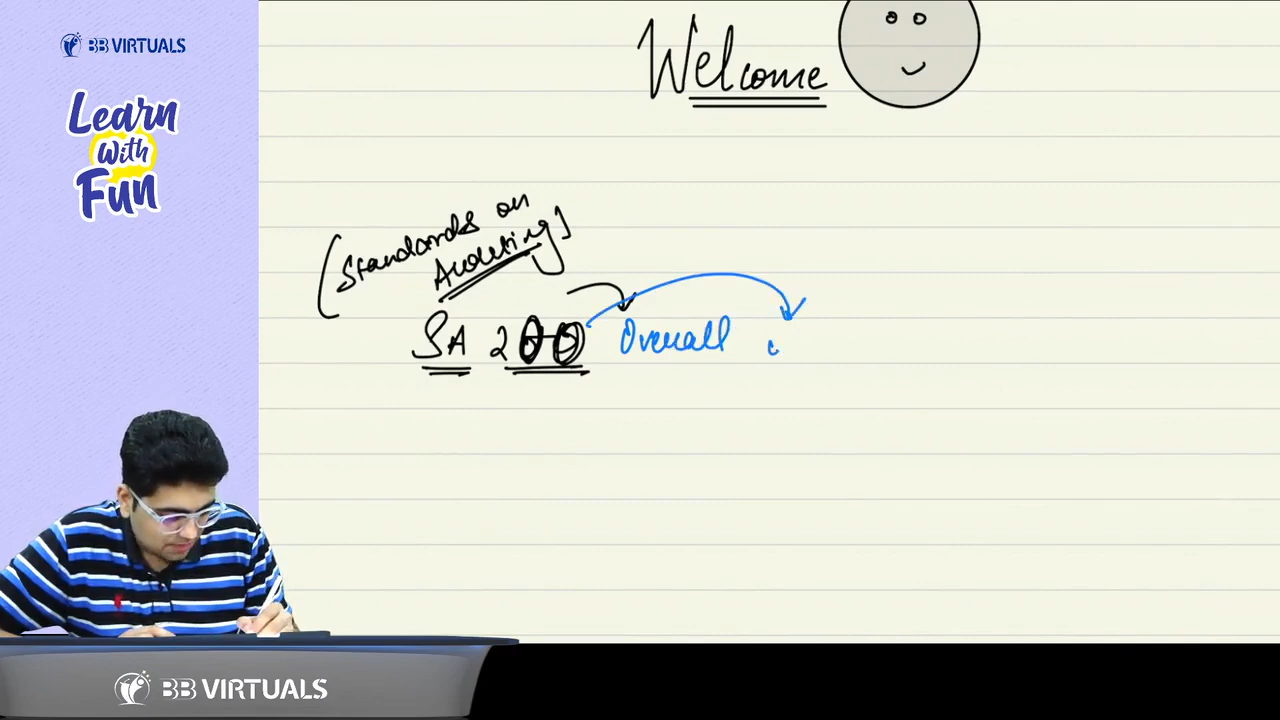 BB VIRTUALS
Learn
With
Fun
Welcome
(Standards on
Auditing]
SA 200 Overall
BB VIRTUALS